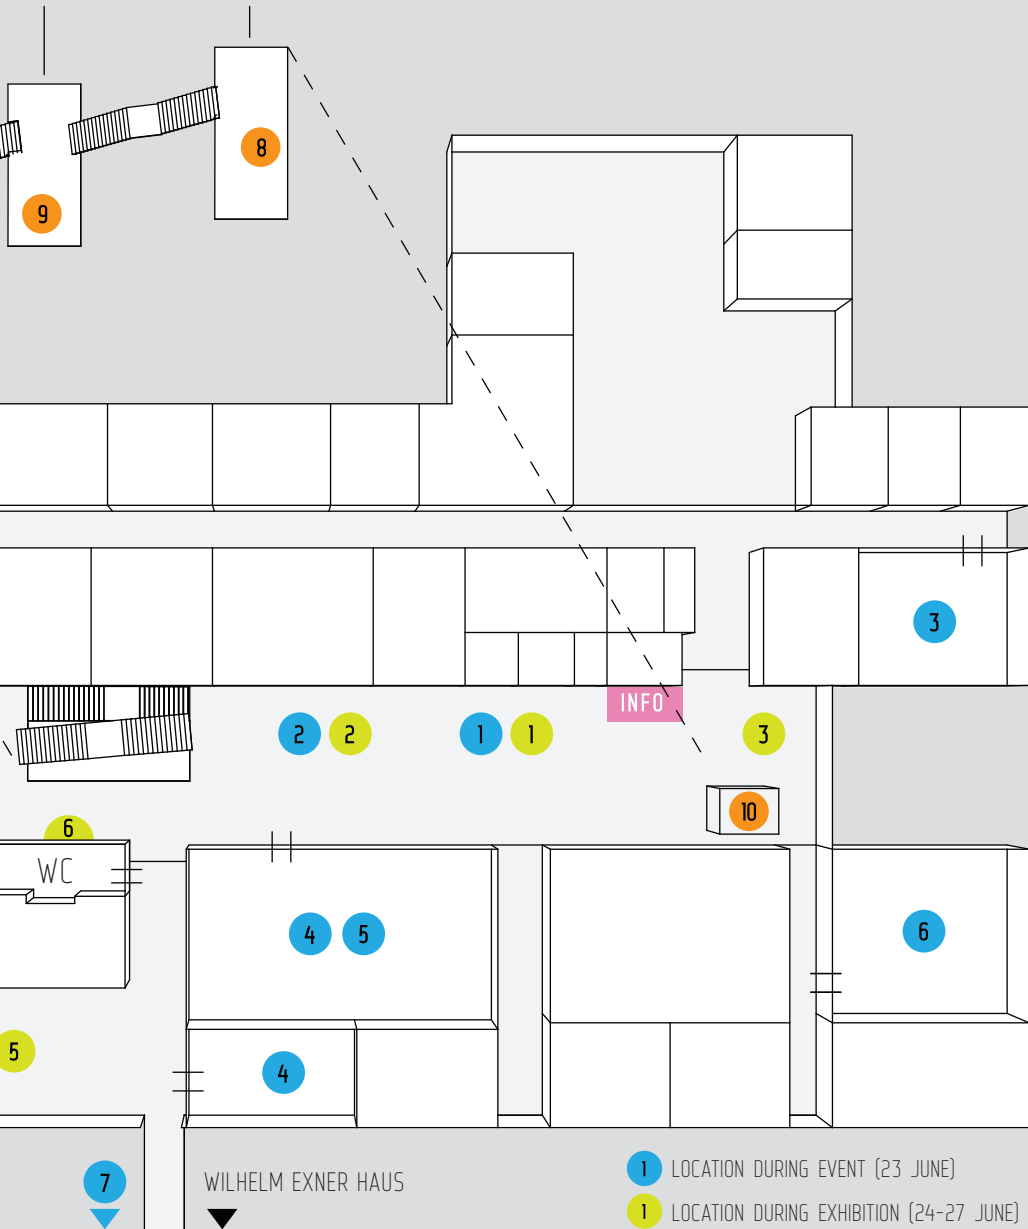 8
9
3
INFO
2 2 1 1 3
10
6
WC
4 5
6
5
4
7
WILHELM EXNER HAUS
1 LOCATION DURING EVENT (23 JUNE)
1 LOCATION DURING EXHIBITION (24-27 JUNE)